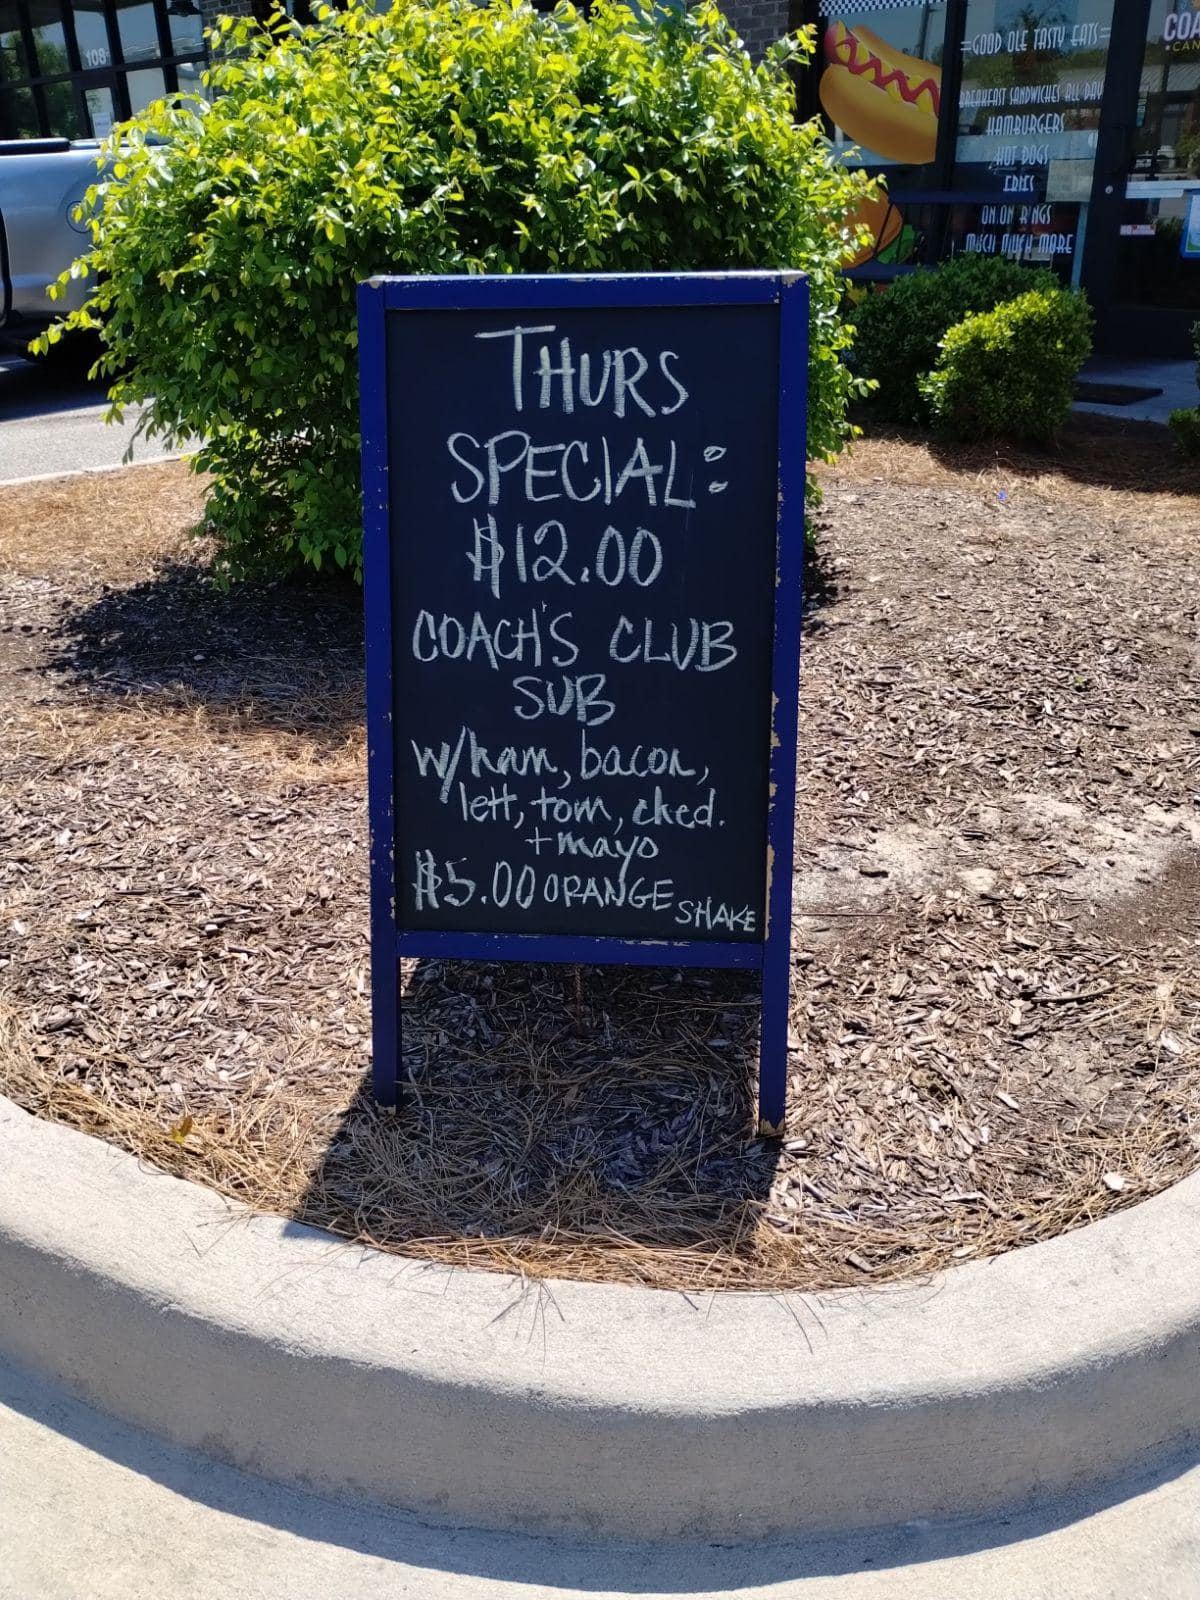 108
=GOOD OLE TASTY EATS=
BREAKFAST SANDWICHES ALL DAY
HAMBURGERS
HOT DOGS
FRIES
ONION RINGS
MUCH MUCH MORE
THURS
SPECIAL:
$12.00
COACH'S CLUB
SUB
w/ham, bacon,
lett, tom, ched.
+ mayo
$5.00 ORANGE SHAKE